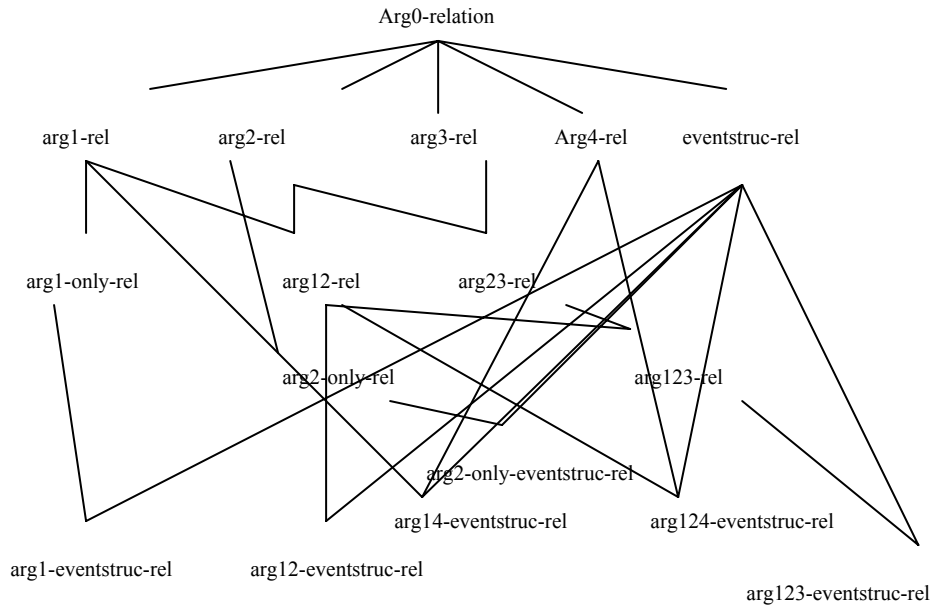 Arg0-relation
arg1-rel arg2-rel arg3-rel Arg4-rel eventstruc-rel
arg1-only-rel arg12-rel arg23-rel
arg2-only-rel arg123-rel
arg2-only-eventstruc-rel
arg14-eventstruc-rel arg124-eventstruc-rel
arg1-eventstruc-rel arg12-eventstruc-rel
arg123-eventstruc-rel